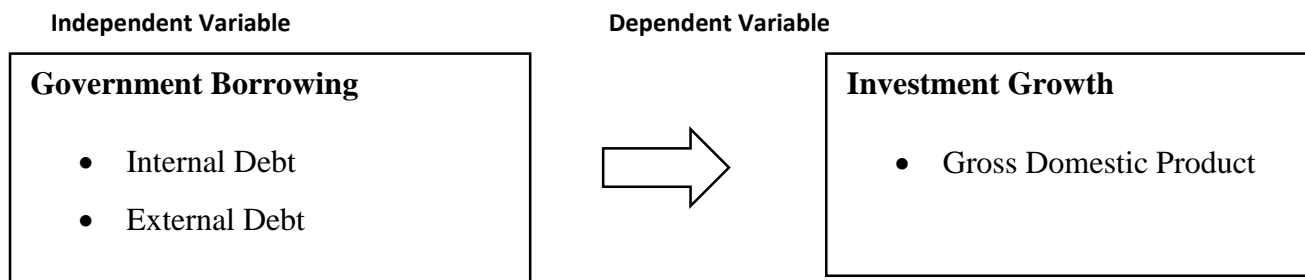 Independent Variable
Dependent Variable
Government Borrowing
• Internal Debt
• External Debt
Investment Growth
• Gross Domestic Product